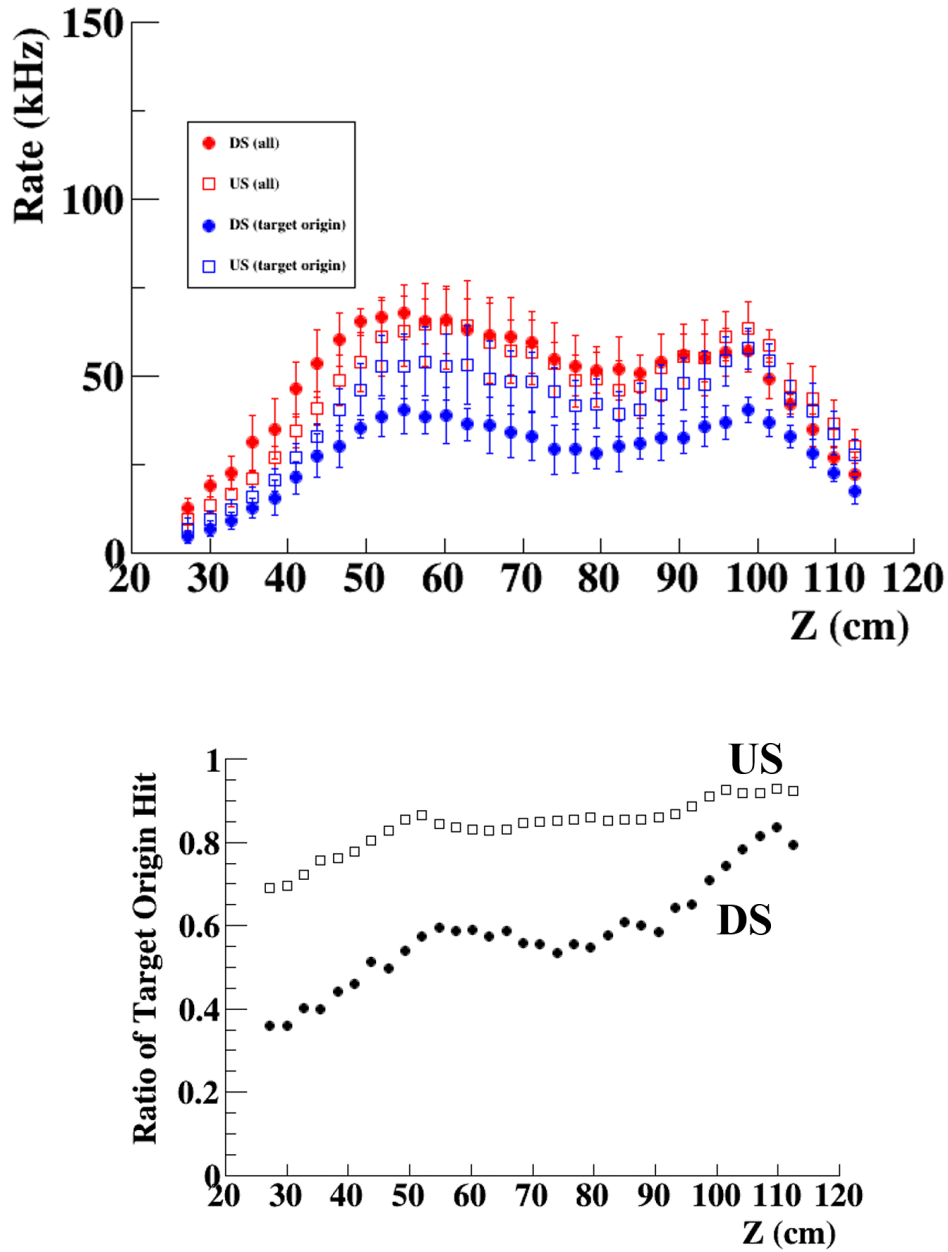 150
100
50
0
Rate (kHz)
DS (all)
US (all)
DS (target origin)
US (target origin)
20 30 40 50 60 70 80 90 100 110 120
Z (cm)
1
0.8
0.6
0.4
0.2
0
Ratio of Target Origin Hit
US
DS
20 30 40 50 60 70 80 90 100 110 120
Z (cm)